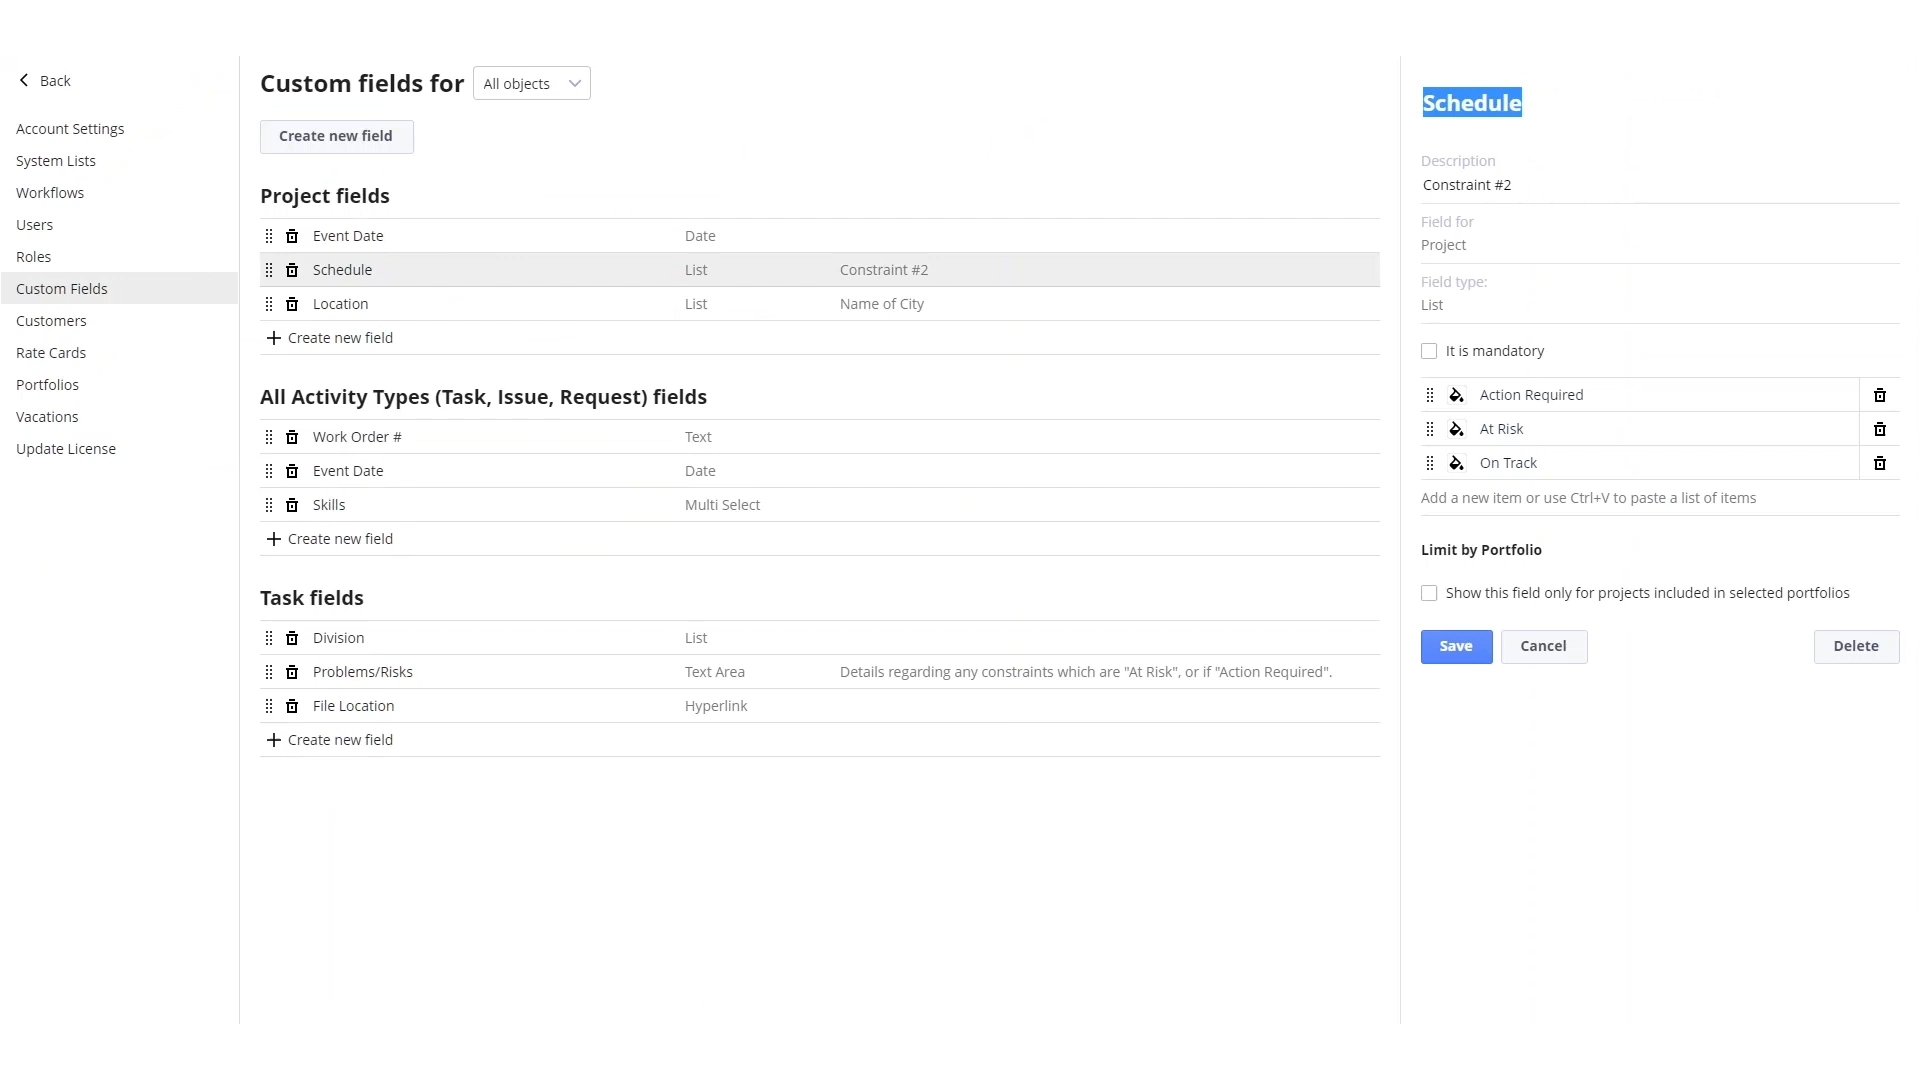 Back
Account Settings
System Lists
Workflows
Users
Roles
Custom Fields
Customers
Rate Cards
Portfolios
Vacations
Update License
Custom fields for All objects
Create new field
Project fields
Event Date Date
Schedule List Constraint #2
Location List Name of City
Create new field
All Activity Types (Task, Issue, Request) fields
Work Order # Text
Event Date Date
Skills Multi Select
Create new field
Task fields
Division List
Problems/Risks Text Area Details regarding any constraints which are "At Risk", or if "Action Required".
File Location Hyperlink
Create new field
Schedule
Description
Constraint #2
Field for
Project
Field type:
List
It is mandatory
Action Required
At Risk
On Track
Add a new item or use Ctrl+V to paste a list of items
Limit by Portfolio
Show this field only for projects included in selected portfolios
Save Cancel Delete